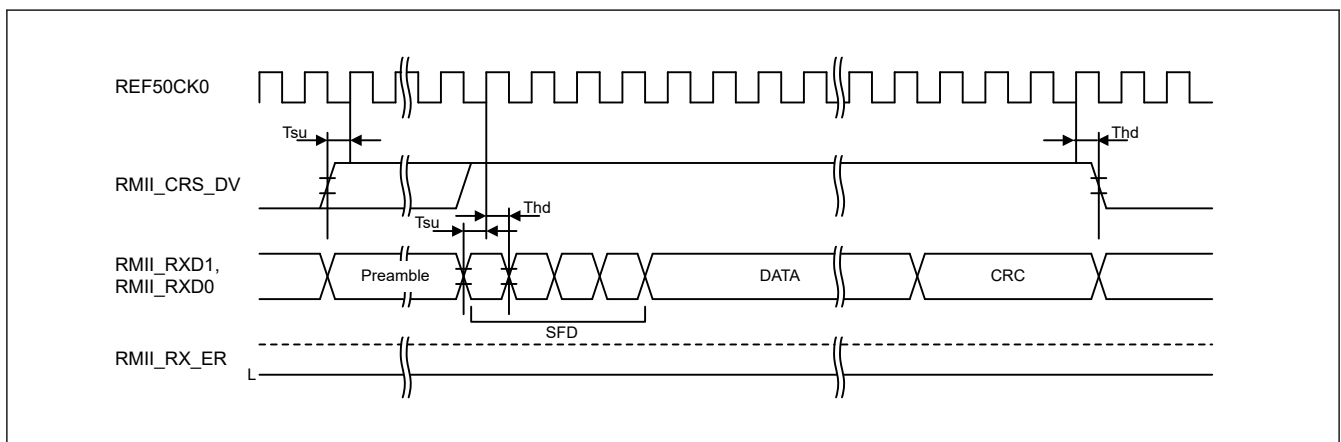 REF50CK0
Tsu
Thd
RMII_CRS_DV
Tsu
Thd
RMII_RXD1,
RMII_RXD0
Preamble
DATA
CRC
SFD
RMII_RX_ER
L